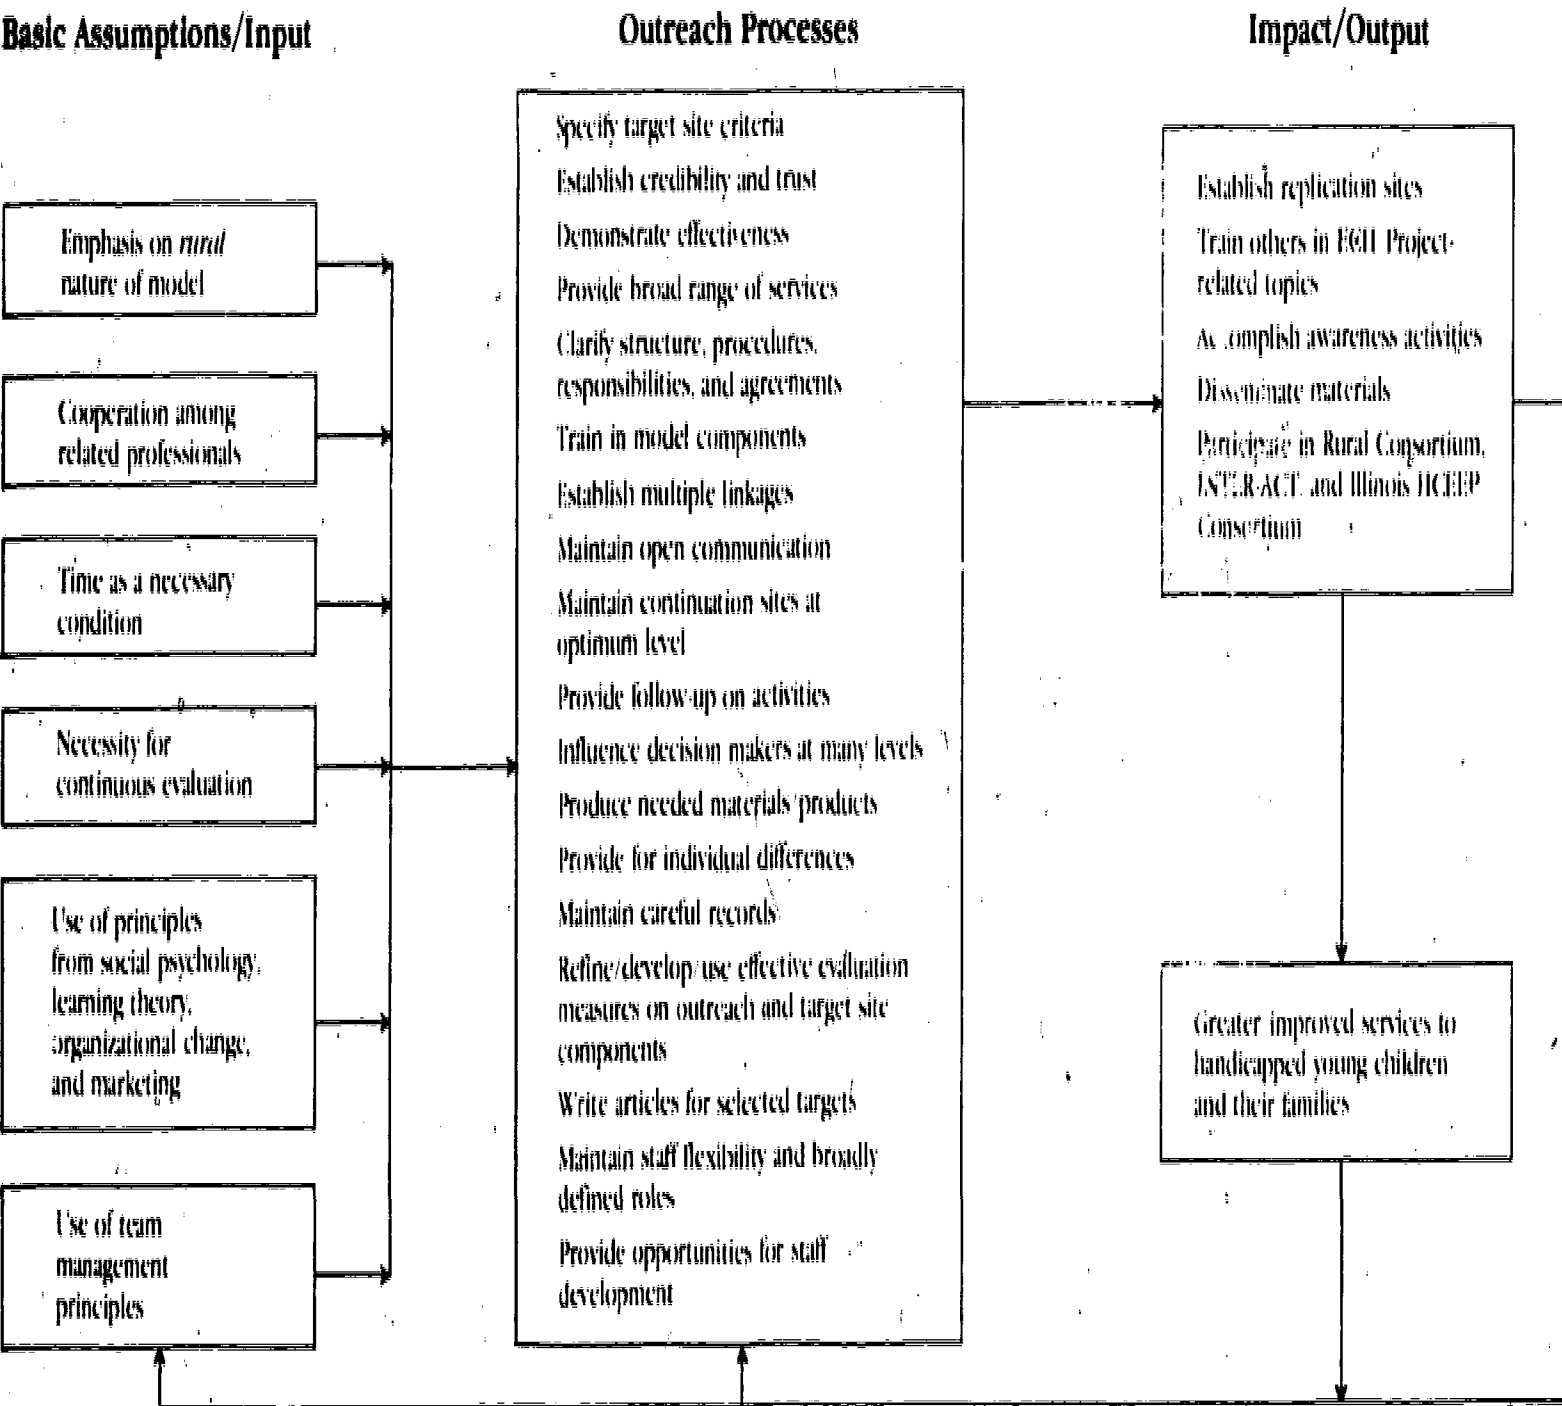 Basic Assumptions/Input
Outreach Processes
Impact/Output
Emphasis on rural
nature of model
Cooperation among
related professionals
Time as a necessary
condition
Necessity for
continuous evaluation
Use of principles
from social psychology,
learning theory,
organizational change,
and marketing
Use of team
management
principles
Specify target site criteria
Establish credibility and trust
Demonstrate effectiveness
Provide broad range of services
Clarify structure, procedures,
responsibilities, and agreements
Train in model components
Establish multiple linkages
Maintain open communication
Maintain continuation sites at
optimum level
Provide follow-up on activities
Influence decision makers at many levels
Produce needed materials/products
Provide for individual differences
Maintain careful records
Refine/develop/use effective evaluation
measures on outreach and target site
components
Write articles for selected targets
Maintain staff flexibility and broadly
defined roles
Provide opportunities for staff
development
Establish replication sites
Train others in Project-
related topics
Accomplish awareness activities
Disseminate materials
Participate in Rural Consortium,
INTER-ACT, and Illinois HCEEP
Consortium
Greater improved services to
handicapped young children
and their families